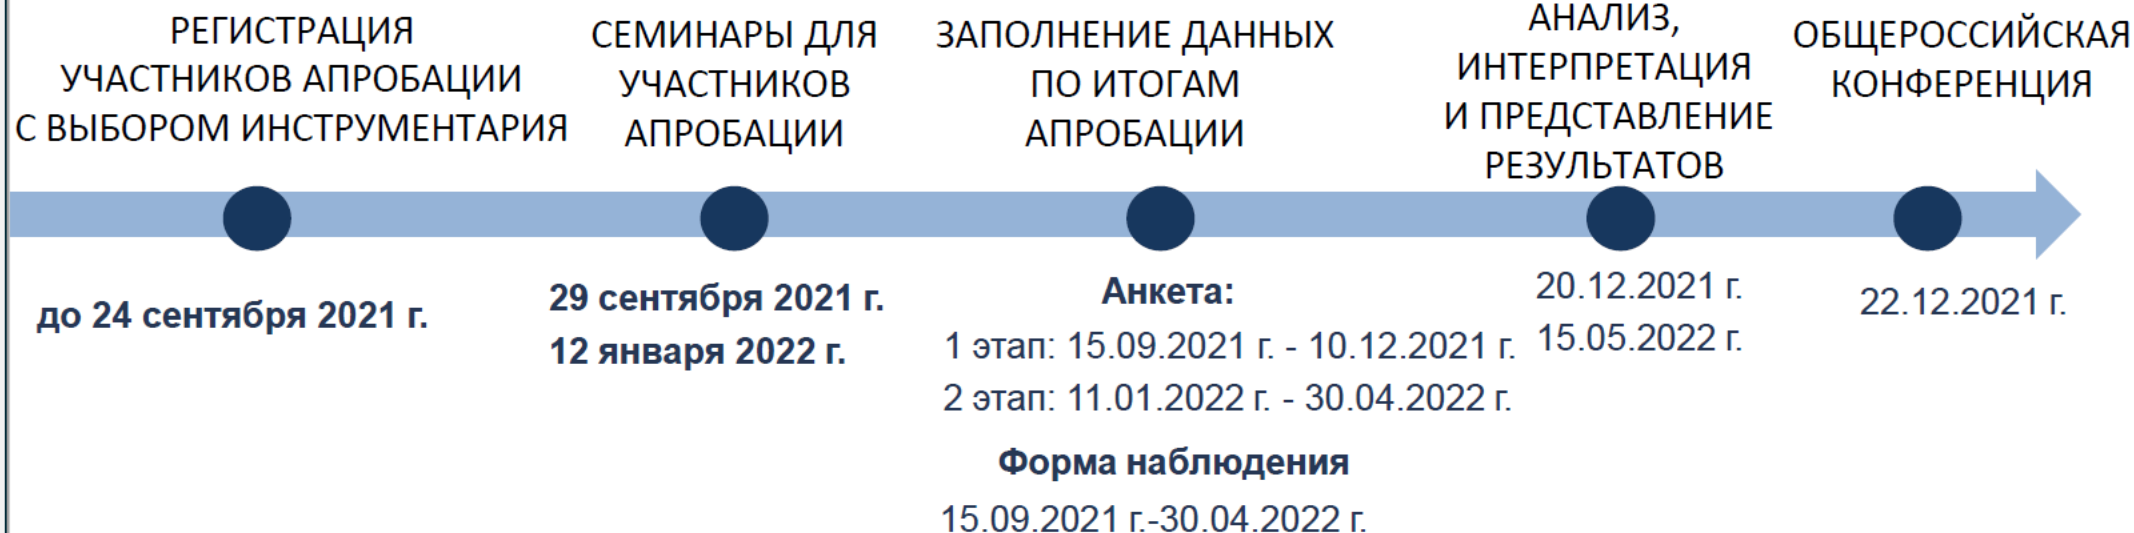 РЕГИСТРАЦИЯ
УЧАСТНИКОВ АПРОБАЦИИ
С ВЫБОРОМ ИНСТРУМЕНТАРИЯ
до 24 сентября 2021 г.
СЕМИНАРЫ ДЛЯ
УЧАСТНИКОВ
АПРОБАЦИИ
29 сентября 2021 г.
12 января 2022 г.
ЗАПОЛНЕНИЕ ДАННЫХ
ПО ИТОГАМ
АПРОБАЦИИ
Анкета:
1 этап: 15.09.2021 г. - 10.12.2021 г.
2 этап: 11.01.2022 г. - 30.04.2022 г.
Форма наблюдения
15.09.2021 г.-30.04.2022 г.
АНАЛИЗ,
ИНТЕРПРЕТАЦИЯ
И ПРЕДСТАВЛЕНИЕ
РЕЗУЛЬТАТОВ
20.12.2021 г.
15.05.2022 г.
ОБЩЕРОССИЙСКАЯ
КОНФЕРЕНЦИЯ
22.12.2021 г.